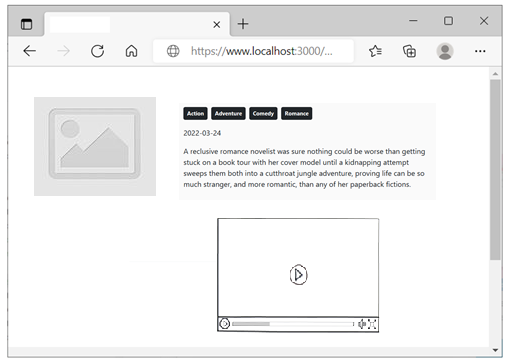 https://www.localhost:3000/...
Action Adventure Comedy Romance
2022-03-24
A reclusive romance novelist was sure nothing could be worse than getting
stuck on a book tour with her cover model until a kidnapping attempt
sweeps them both into a cutthroat jungle adventure, proving life can be so
much stranger, and more romantic, than any of her paperback fictions.